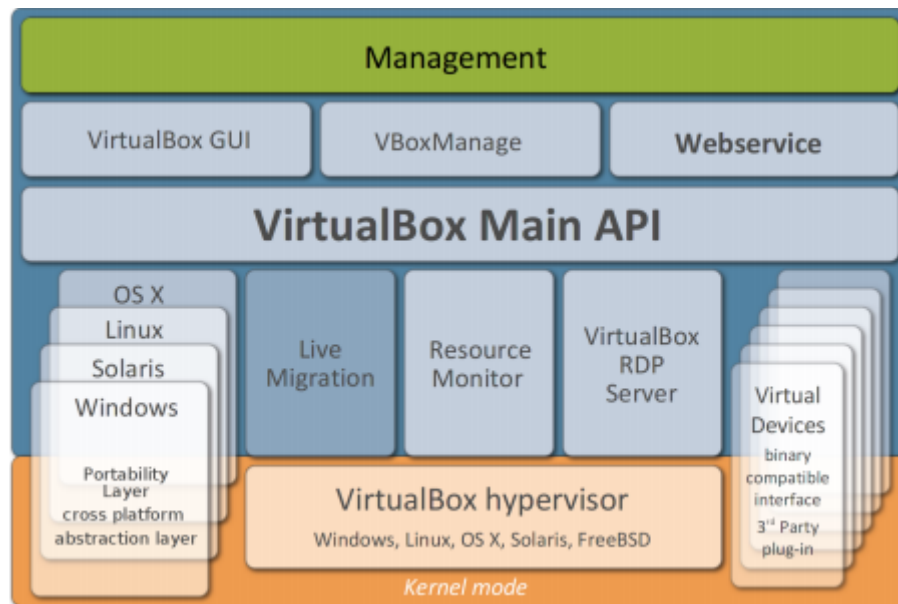 Management
VirtualBox GUI
VBoxManage
Webservice
VirtualBox Main API
OS X
Linux
Solaris
Windows
Portability
Layer
cross platform
abstraction layer
Live
Migration
Resource
Monitor
VirtualBox
RDP
Server
Virtual
Devices
binary
compatible
interface
3rd Party
plug-in
VirtualBox hypervisor
Windows, Linux, OS X, Solaris, FreeBSD
Kernel mode